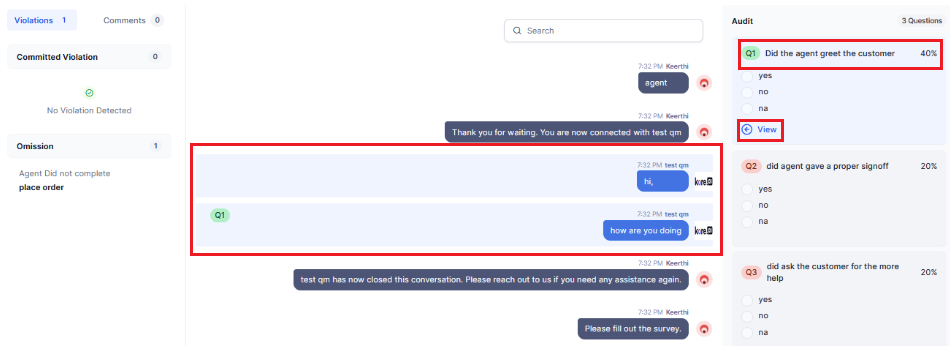 Violations 1 Comments 0
Committed Violation 0
No Violation Detected
Omission 1
Agent Did not complete
place order
Search
7:32 PM Keerthi
agent
7:32 PM Keerthi
Thank you for waiting. You are now connected with test qm
7:32 PM test qm
hi,
kore
Q1
7:32 PM test qm
how are you doing
kore
7:32 PM Keerthi
test qm has now closed this conversation. Please reach out to us if you need any assistance again.
7:32 PM Keerthi
Please fill out the survey.
Audit 3 Questions
Q1 Did the agent greet the customer 40%
yes
no
na
View
Q2 did agent gave a proper signoff 20%
yes
no
na
Q3 did ask the customer for the more 20%
help
yes
no
na